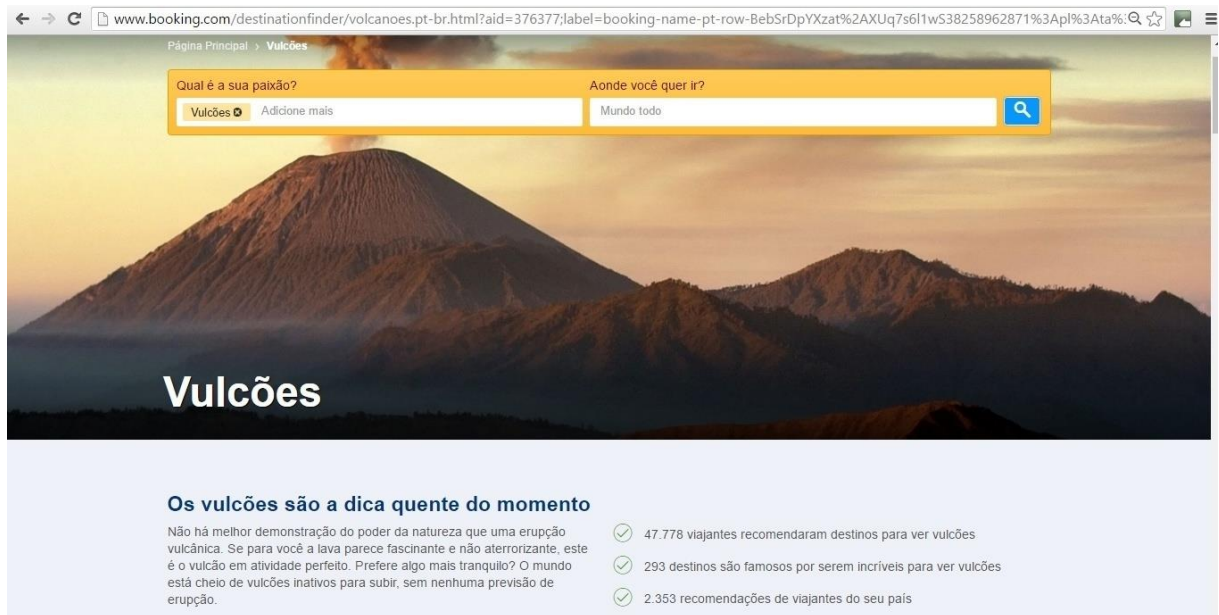 www.booking.com/destinationfinder/volcanoes.pt-br.html?aid=376377;label=booking-name-pt-row-BebSrDpYXzat%2AXUq7s6l1wS38258962871%3Apl%3Ata%3
Página Principal > Vulcões
Qual é a sua paixão?
Aonde você quer ir?
Vulcões
Adicione mais
Mundo todo
Vulcões
Os vulcões são a dica quente do momento
Não há melhor demonstração do poder da natureza que uma erupção
vulcânica. Se para você a lava parece fascinante e não aterrorizante, este
é o vulcão em atividade perfeito. Prefere algo mais tranquilo? O mundo
está cheio de vulcões inativos para subir, sem nenhuma previsão de
erupção.
47.778 viajantes recomendaram destinos para ver vulcões
293 destinos são famosos por serem incríveis para ver vulcões
2.353 recomendações de viajantes do seu país